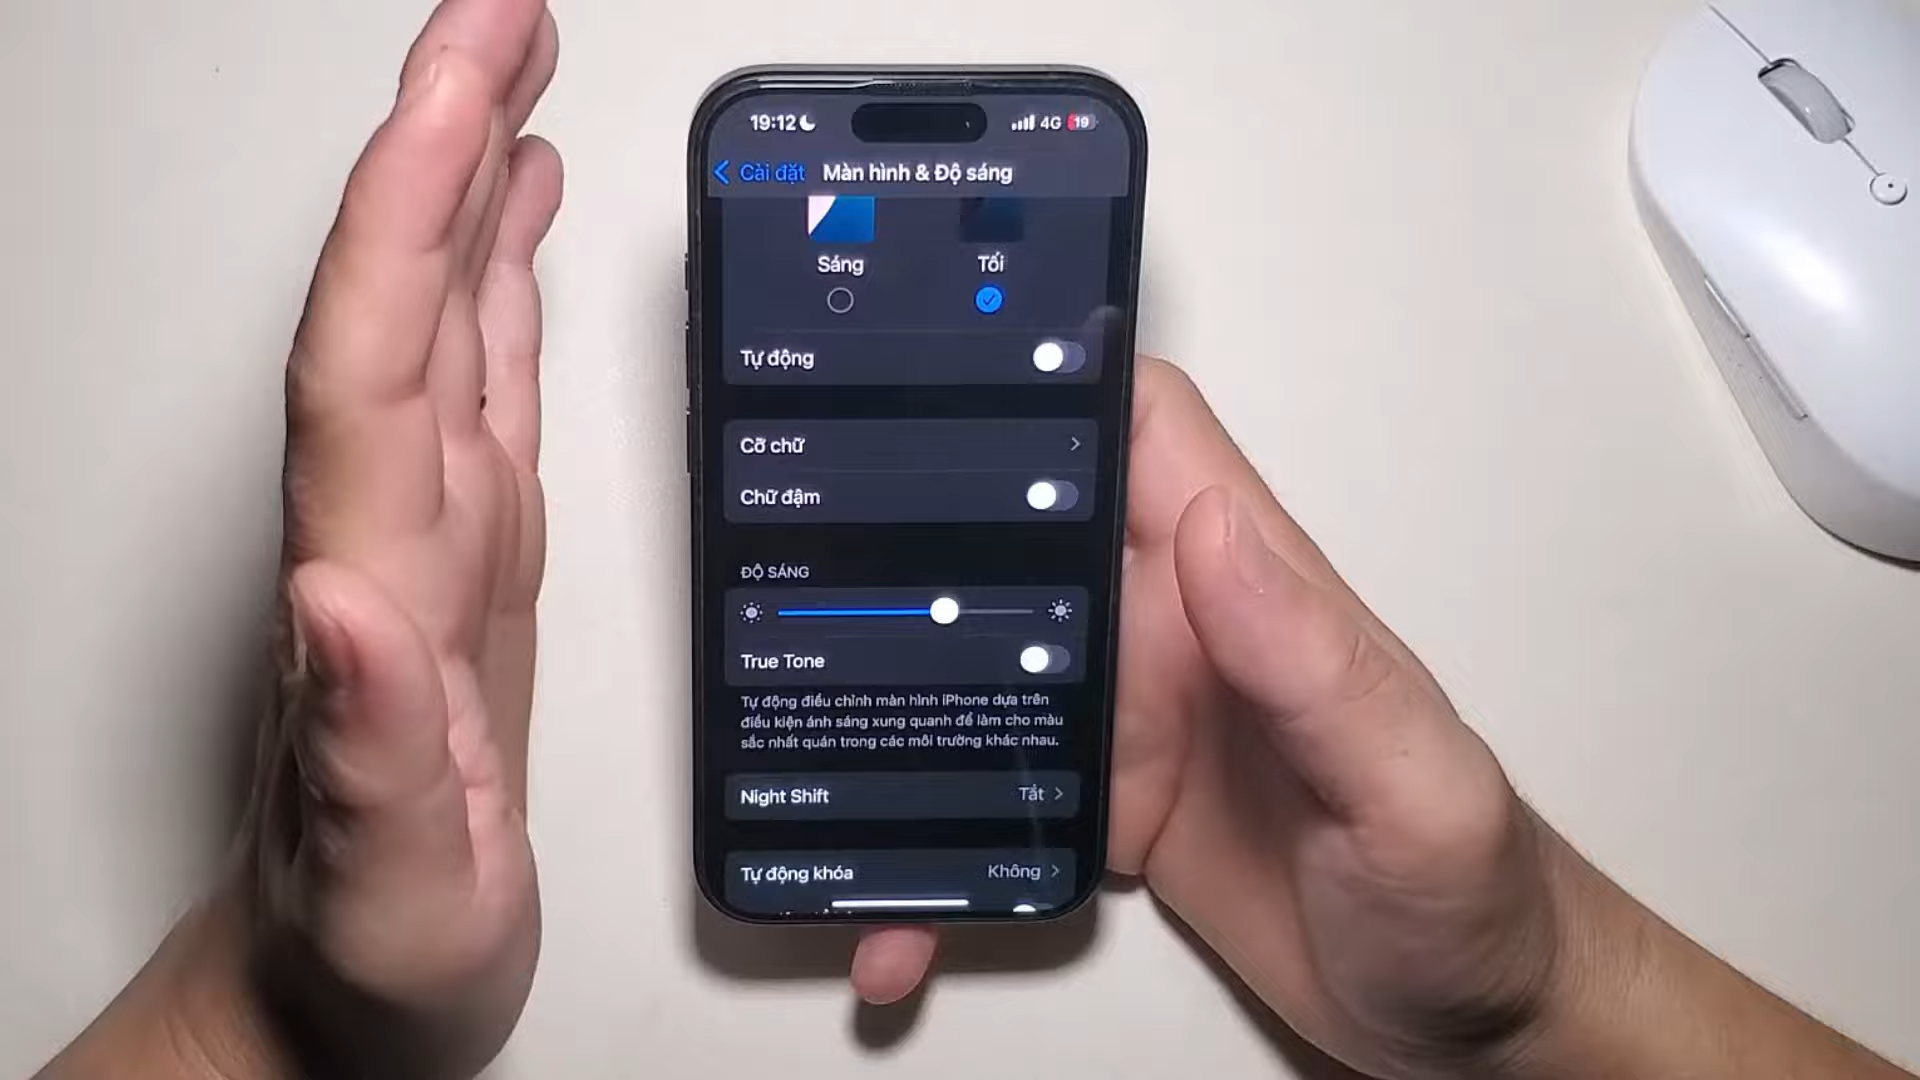 19:12 4G 19
Cài đặt Màn hình & Độ sáng
Sáng Tối
Tự động
Cỡ chữ
Chữ đậm
ĐỘ SÁNG
True Tone
Tự động điều chỉnh màn hình iPhone dựa trên
điều kiện ánh sáng xung quanh để làm cho màu
sắc nhất quán trong các môi trường khác nhau.
Night Shift Tắt
Tự động khóa Không